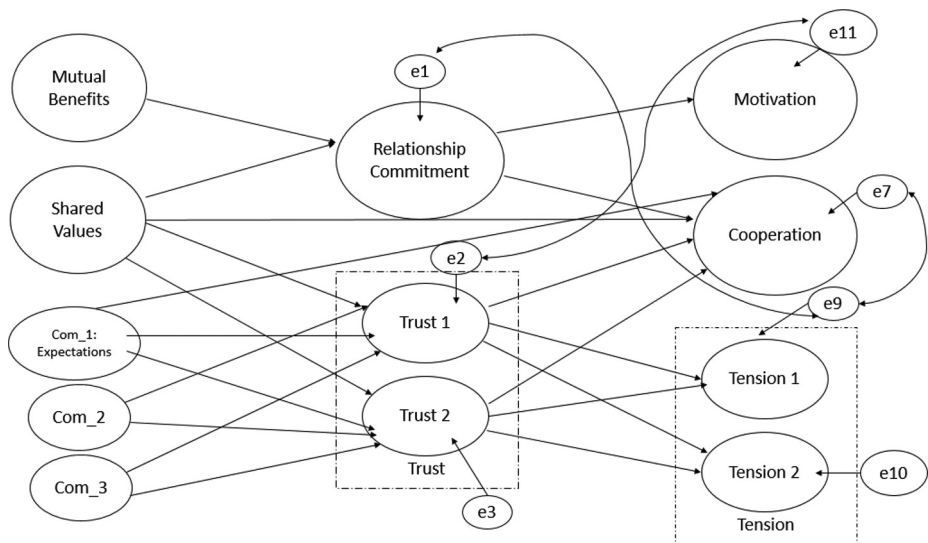 e11
Mutual
Benefits
e1
Motivation
Relationship
Commitment
e7
Shared
Values
Cooperation
e2
e9
Com_1:
Expectations
Trust 1
Tension 1
Com_2
Trust 2
Trust
Com_3
Tension 2
e10
e3
Tension